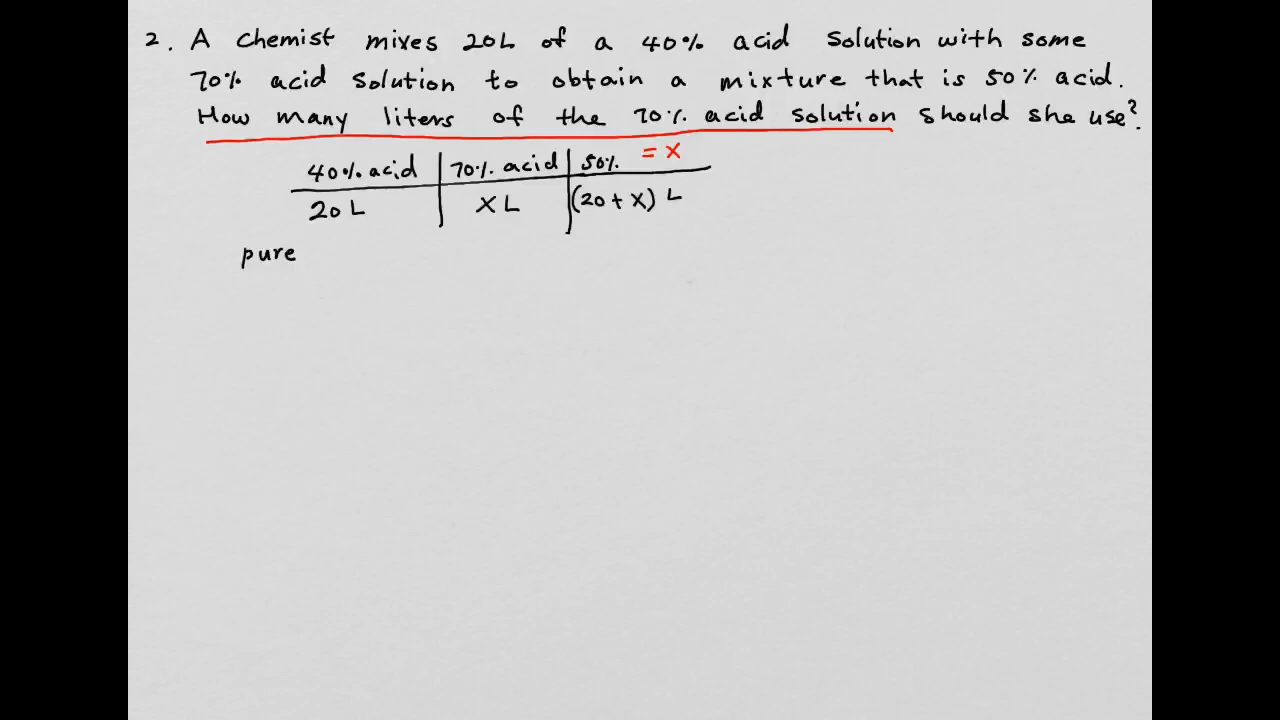 2. A chemist mixes 20L of a 40% acid solution with some
70% acid solution to obtain a mixture that is 50% acid.
How many liters of the 70% acid solution should she use?
= X
40% acid | 70% acid | 50%
20 L | X L | (20 + X) L
pure